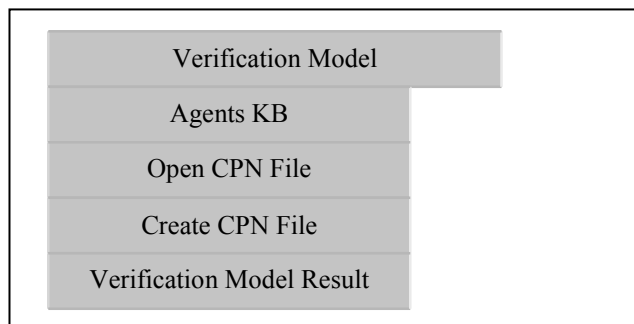 Verification Model
Agents KB
Open CPN File
Create CPN File
Verification Model Result